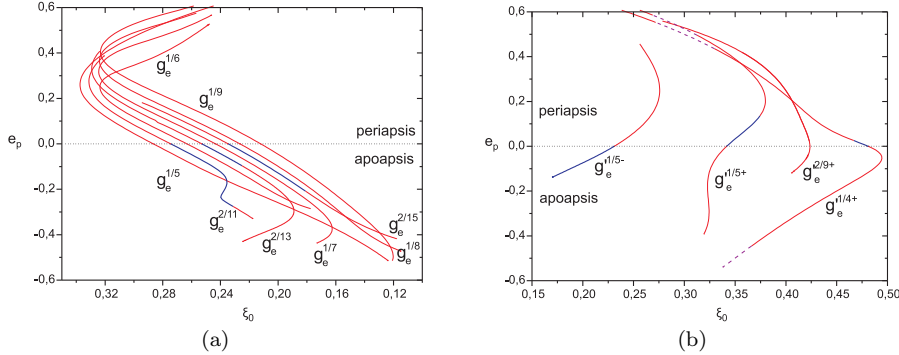 0,6
0,4
0,2
0,0
-0,2
-0,4
-0,6
e_p
g_e^{1/6}
g_e^{1/9}
periapsis
apoapsis
g_e^{1/5}
g_e^{2/11}
g_e^{2/13}
g_e^{1/7}
g_e^{2/15}
g_e^{1/8}
0,32 0,28 0,24 0,20 0,16 0,12
ξ_0
(a)
0,6
0,4
0,2
0,0
-0,2
-0,4
-0,6
e_p
periapsis
apoapsis
g_e'^{1/5-}
g_e'^{1/5+}
g_e'^{2/9+}
g_e'^{1/4+}
0,15 0,20 0,25 0,30 0,35 0,40 0,45 0,50
ξ_0
(b)